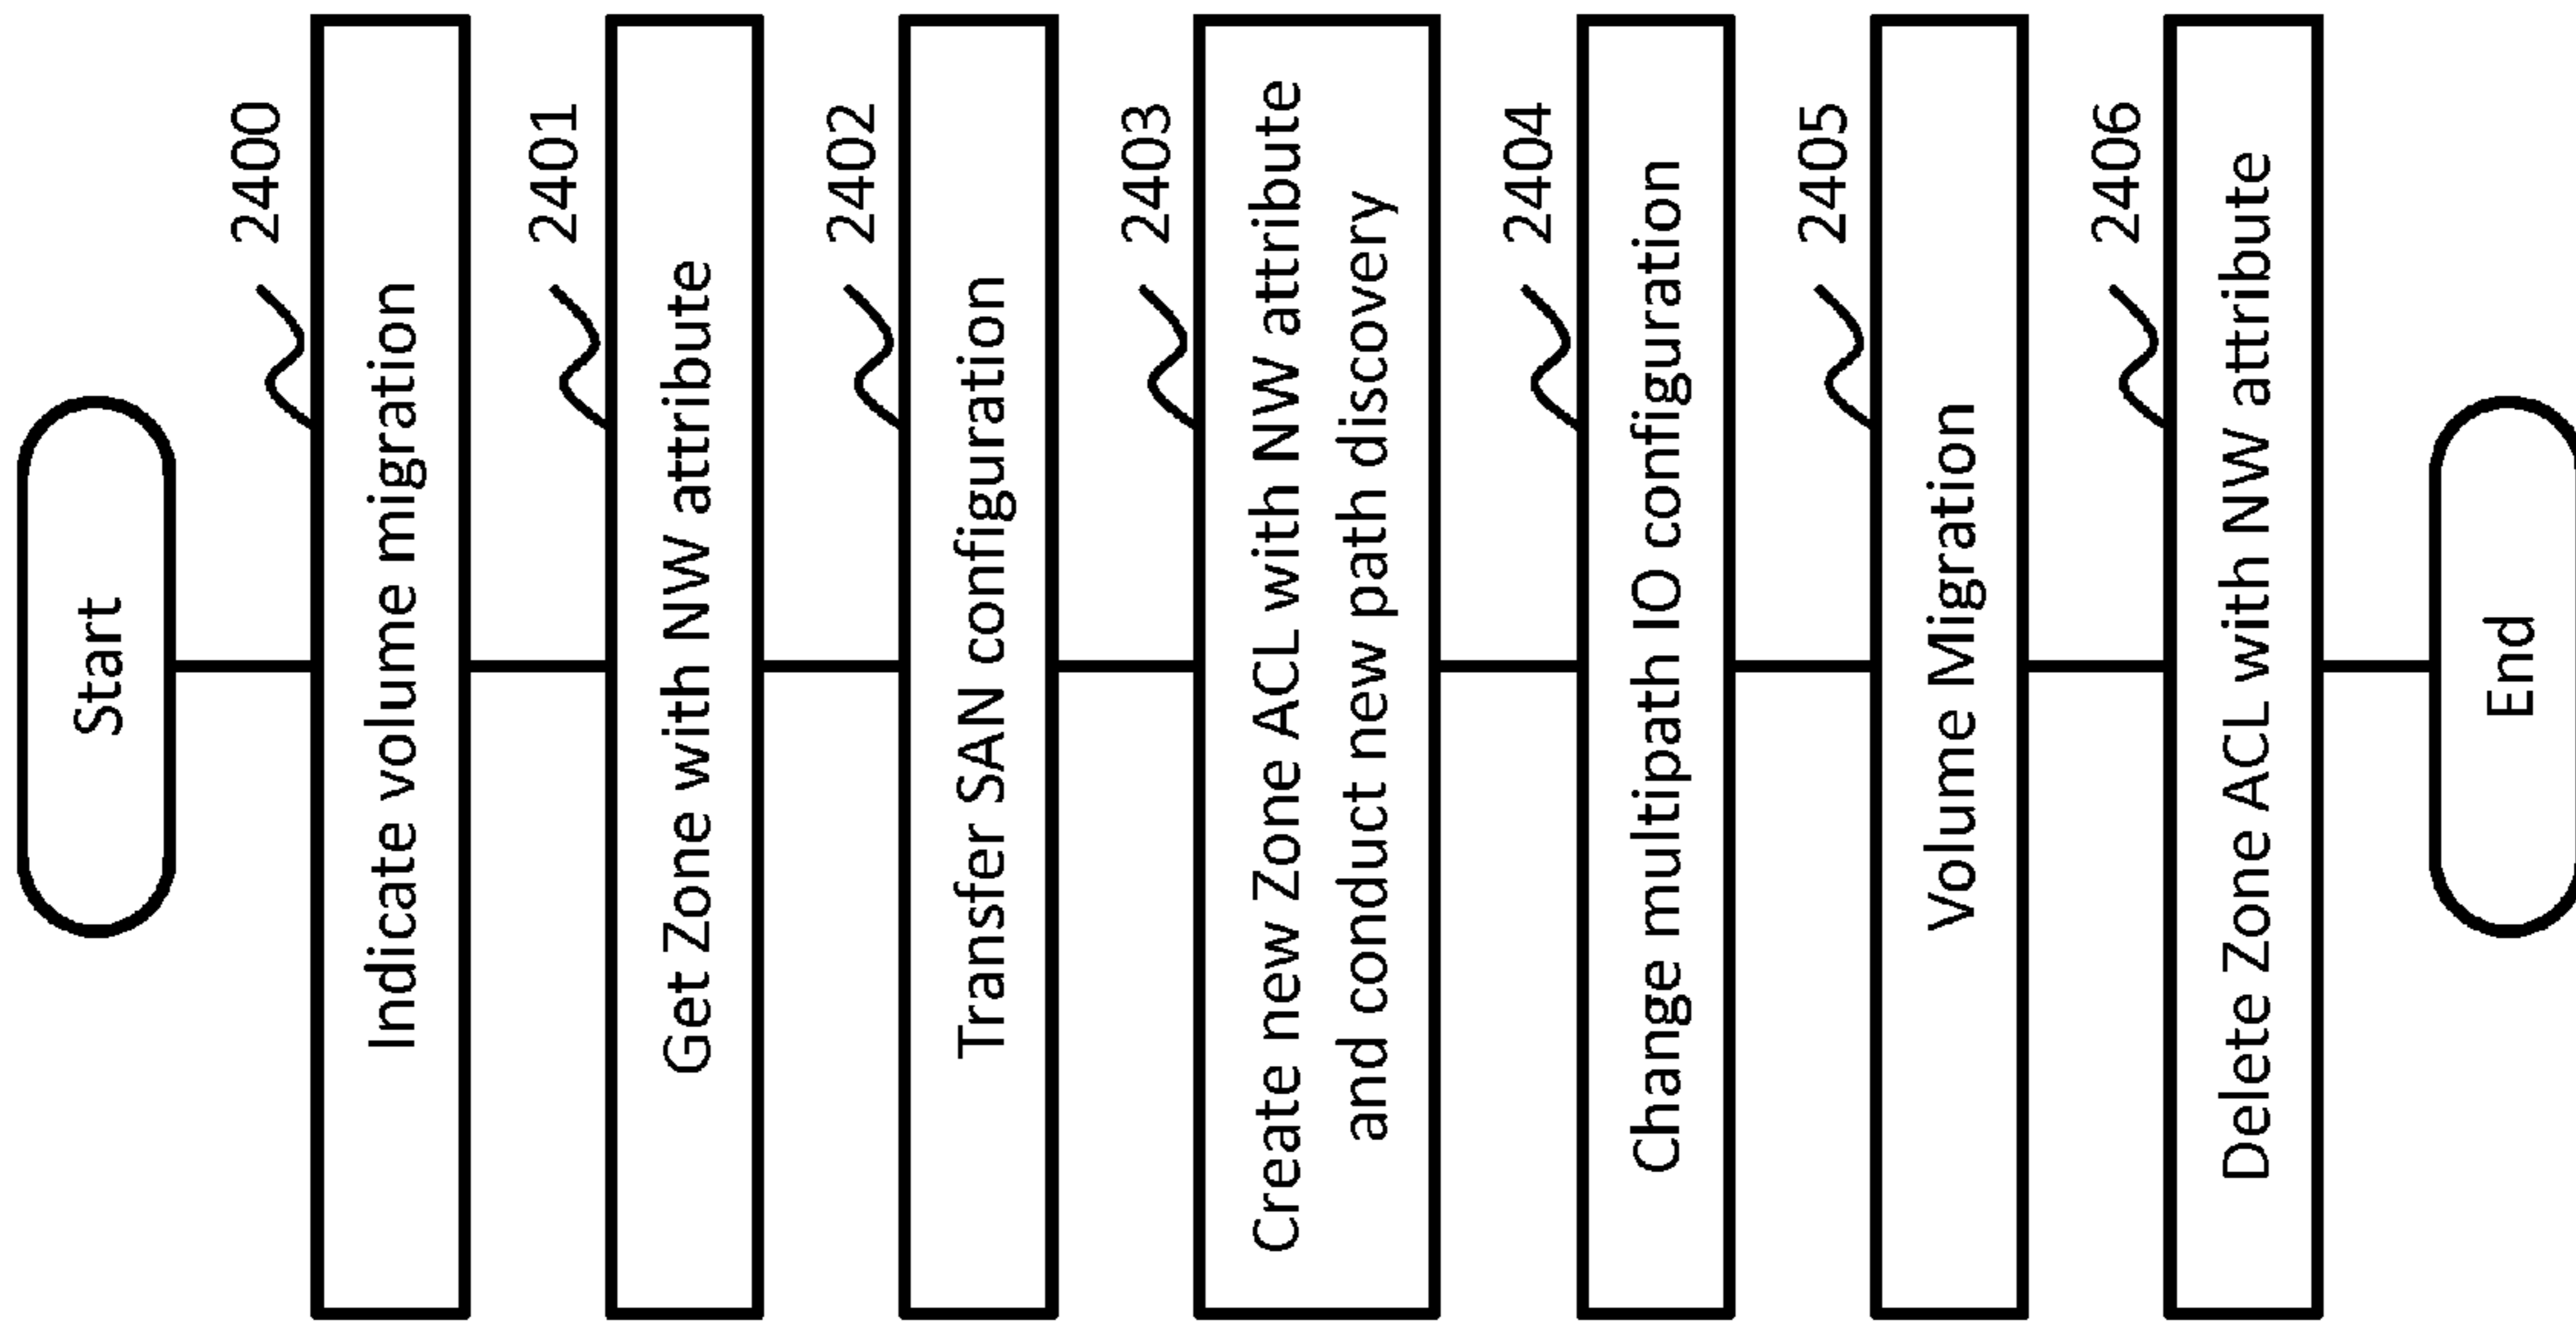 Start
2400
Indicate volume migration
2401
Get Zone with NW attribute
2402
Transfer SAN configuration
2403
Create new Zone ACL with NW attribute
and conduct new path discovery
2404
Change multipath IO configuration
2405
Volume Migration
2406
Delete Zone ACL with NW attribute
End